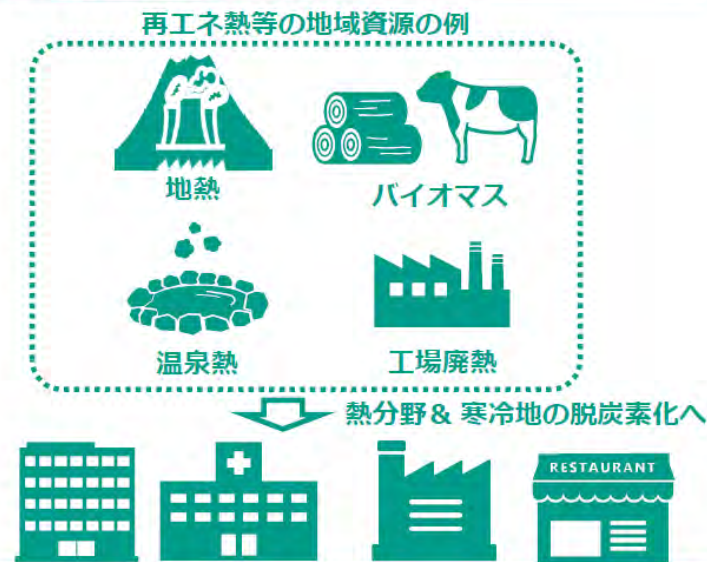 再エネ熱等の地域資源の例
地熱
バイオマス
温泉熱
工場廃熱
熱分野& 寒冷地の脱炭素化へ
RESTAURANT